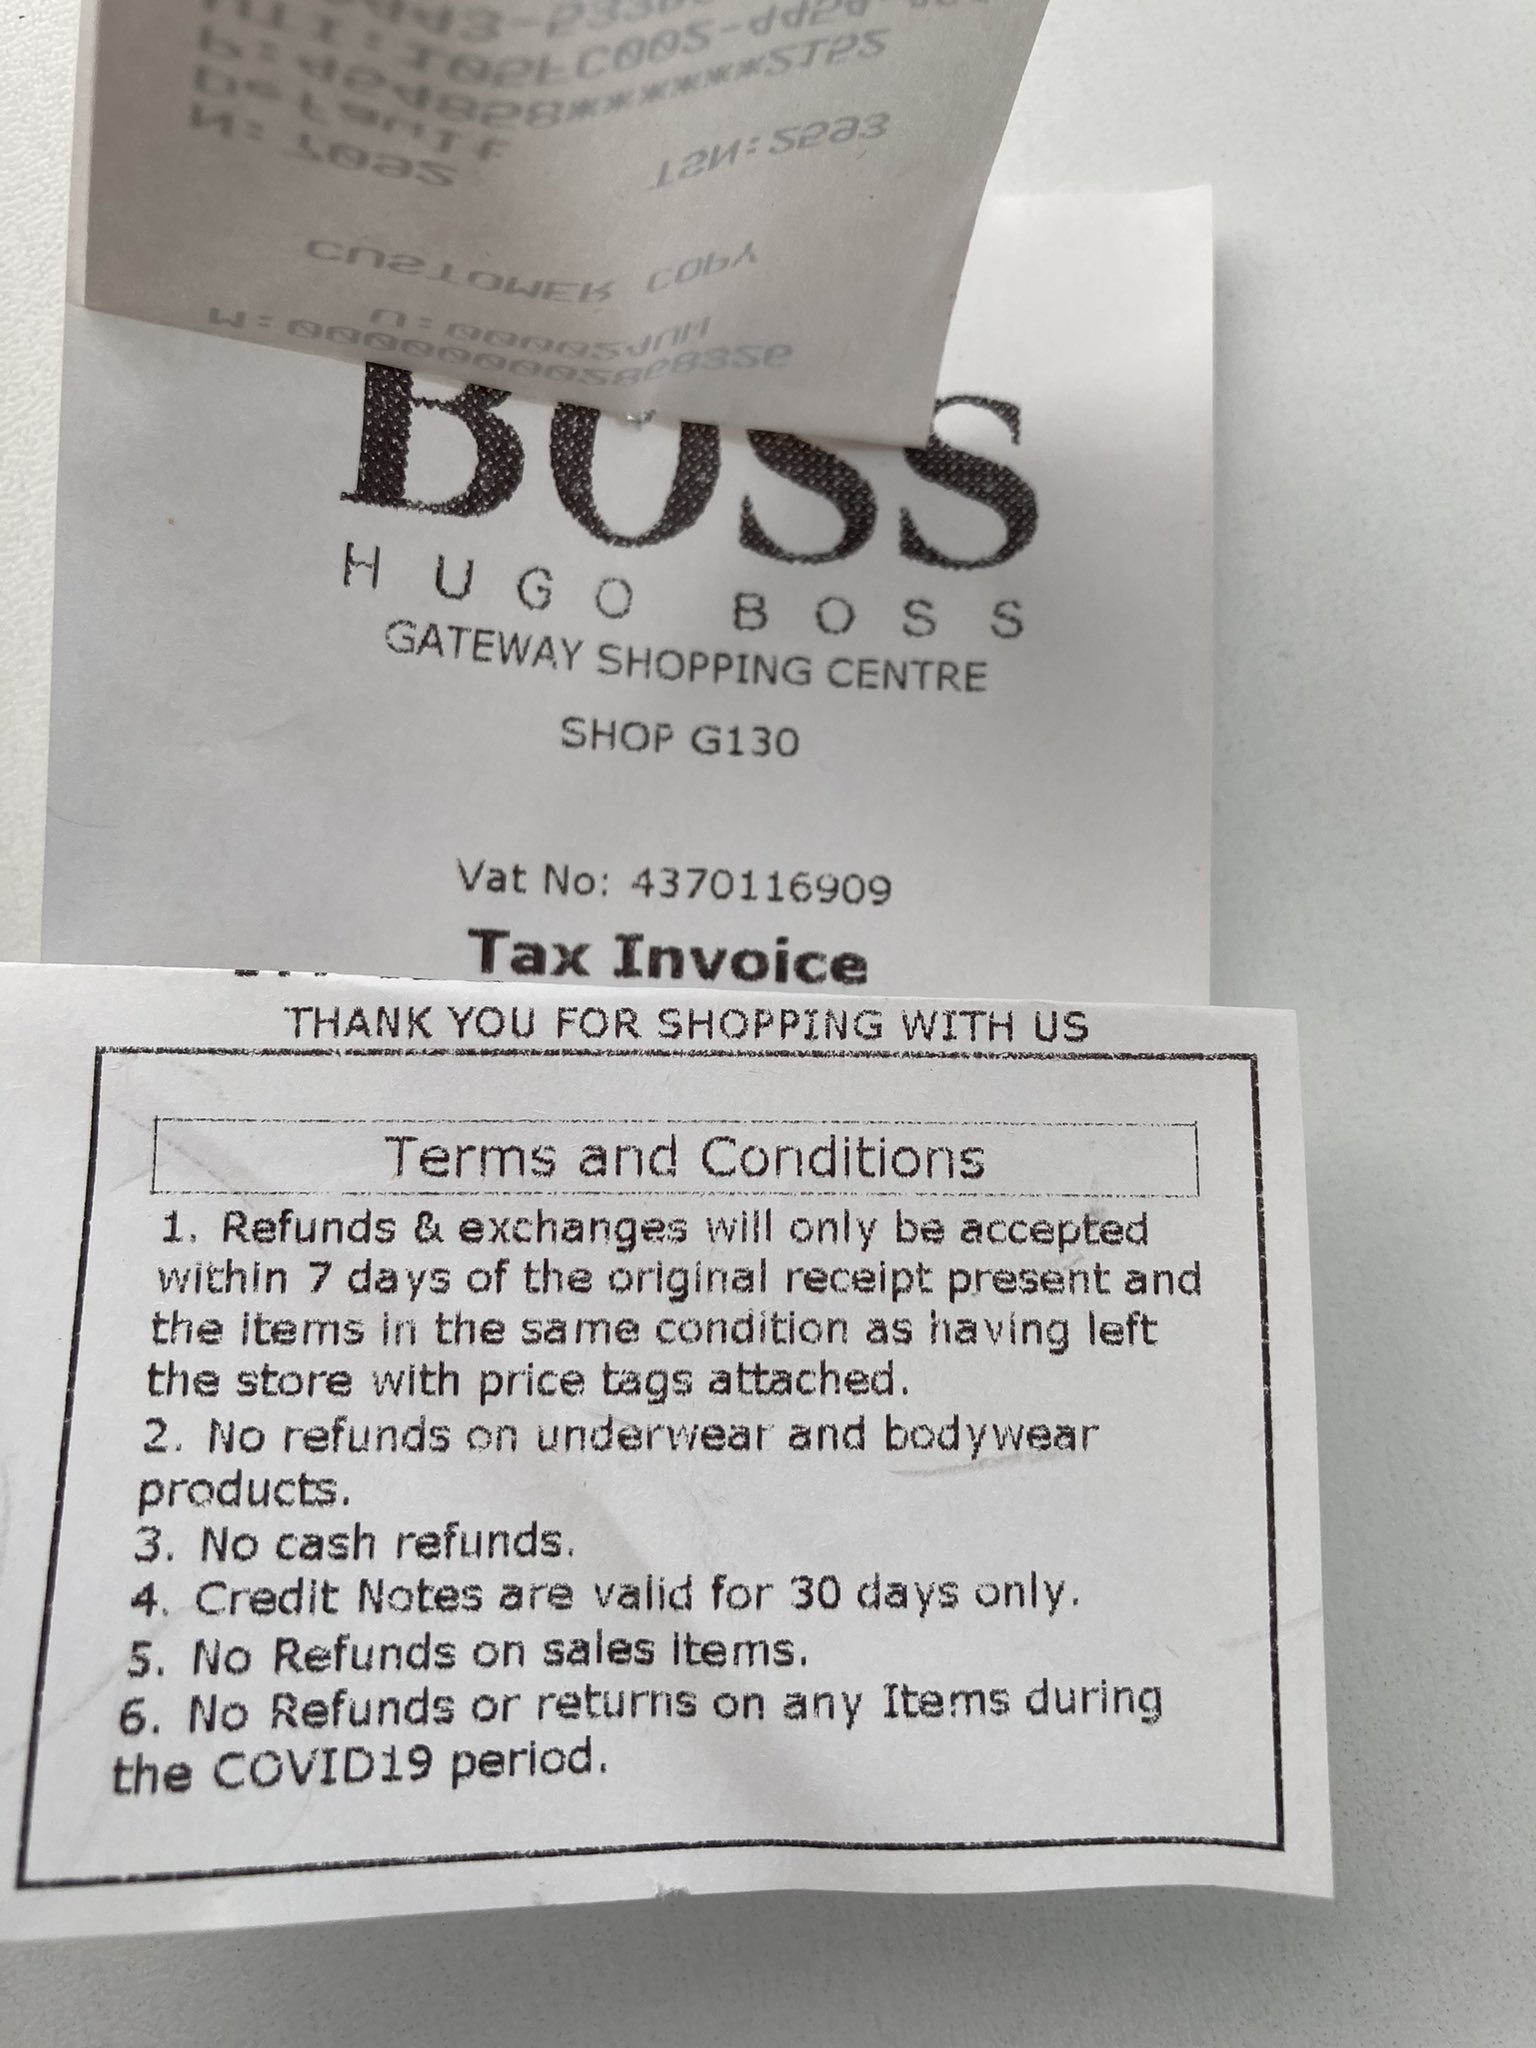 N: 7092 TSN:2593
CUSTOMER COPY
BOSS
HUGO BOSS
GATEWAY SHOPPING CENTRE
SHOP G130
Vat No: 4370116909
Tax Invoice
THANK YOU FOR SHOPPING WITH US
Terms and Conditions
1. Refunds & exchanges will only be accepted
within 7 days of the original receipt present and
the items in the same condition as having left
the store with price tags attached.
2. No refunds on underwear and bodywear
products.
3. No cash refunds.
4. Credit Notes are valid for 30 days only.
5. No Refunds on sales items.
6. No Refunds or returns on any Items during
the COVID19 period.